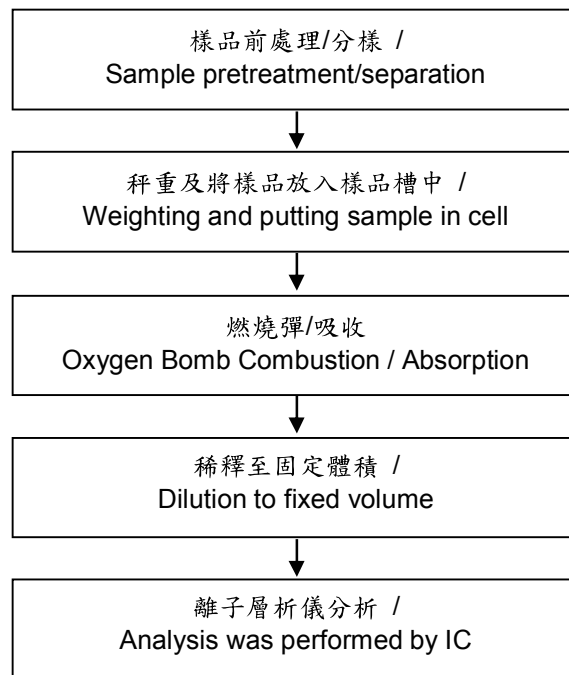 樣品前處理/分樣 /
Sample pretreatment/separation
秤重及將樣品放入樣品槽中 /
Weighting and putting sample in cell
燃燒彈/吸收
Oxygen Bomb Combustion / Absorption
稀釋至固定體積 /
Dilution to fixed volume
離子層析儀分析 /
Analysis was performed by IC